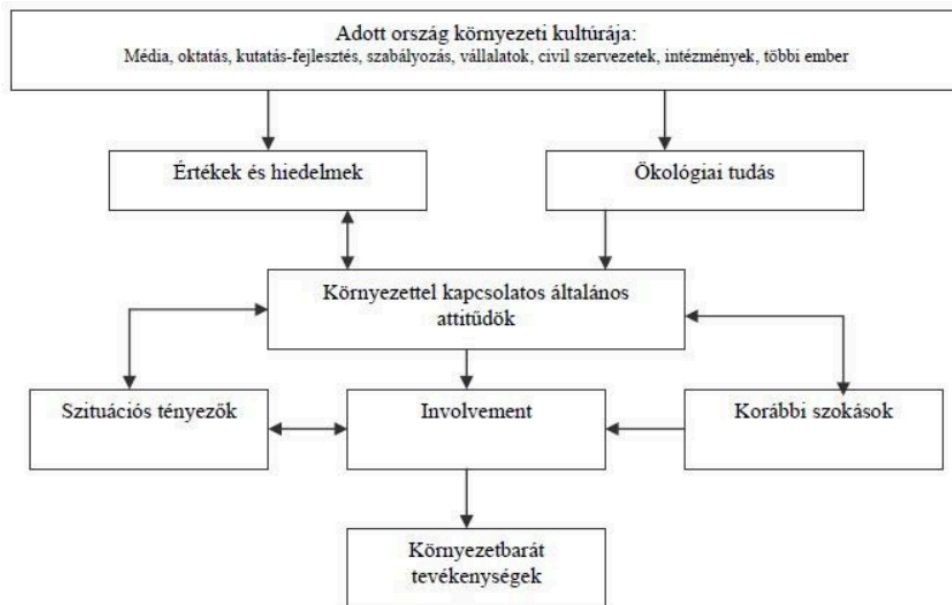 Adott ország környezeti kultúrája:
Média, oktatás, kutatás-fejlesztés, szabályozás, vállalatok, civil szervezetek, intézmények, többi ember
Értékek és hiedelmek
Ökológiai tudás
Környezettel kapcsolatos általános
attitűdök
Szituációs tényezők
Involvement
Korábbi szokások
Környezetbarát
tevékenységek